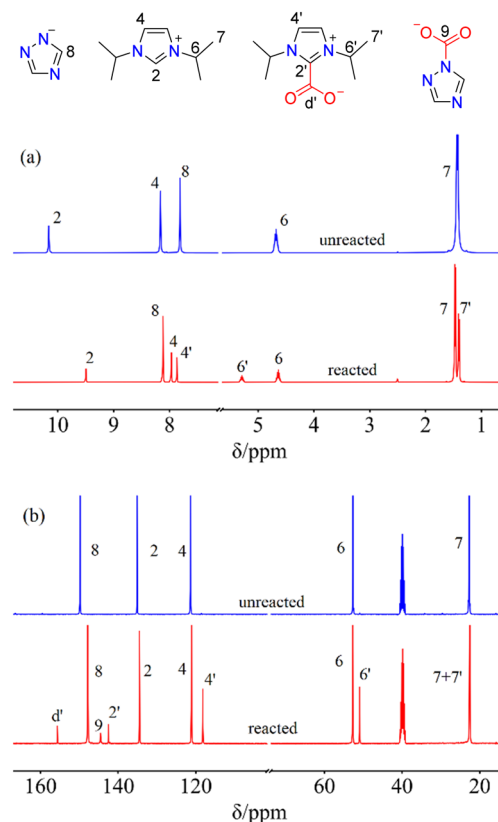 N⁻ N N 8
4 N N⁺ 2 6 7
4' N N⁺ 2' 6' 7' O d' O⁻
9 O⁻ O N N N
(a)
2 4 8 6 7
unreacted
2 8 4 4' 6' 6 7 7'
reacted
10 9 8 5 4 3 2 1
δ/ppm
(b)
8 2 4 6 7
unreacted
d' 8 9 2' 2 4 4' 6 6' 7+7'
reacted
160 140 120 60 40 20
δ/ppm